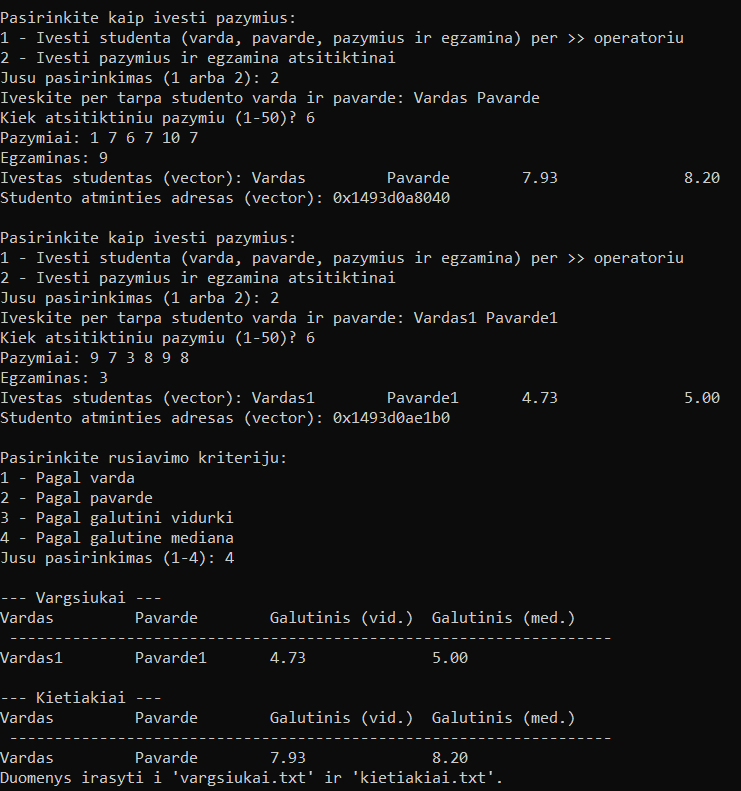 Pasirinkite kaip ivesti pazymius:
1 - Ivesti studenta (varda, pavarde, pazymius ir egzamina) per >> operatoriu
2 - Ivesti pazymius ir egzamina atsitiktinai
Jusu pasirinkimas (1 arba 2): 2
Iveskite per tarpa studento varda ir pavarde: Vardas Pavarde
Kiek atsitiktiniu pazymiu (1-50)? 6
Pazymiai: 1 7 6 7 10 7
Egzaminas: 9
Ivestas studentas (vector): Vardas         Pavarde        7.93              8.20
Studento atminties adresas (vector): 0x1493d0a8040

Pasirinkite kaip ivesti pazymius:
1 - Ivesti studenta (varda, pavarde, pazymius ir egzamina) per >> operatoriu
2 - Ivesti pazymius ir egzamina atsitiktinai
Jusu pasirinkimas (1 arba 2): 2
Iveskite per tarpa studento varda ir pavarde: Vardas1 Pavarde1
Kiek atsitiktiniu pazymiu (1-50)? 6
Pazymiai: 9 7 3 8 9 8
Egzaminas: 3
Ivestas studentas (vector): Vardas1        Pavarde1       4.73              5.00
Studento atminties adresas (vector): 0x1493d0ae1b0

Pasirinkite rusiavimo kriteriju:
1 - Pagal varda
2 - Pagal pavarde
3 - Pagal galutini vidurki
4 - Pagal galutine mediana
Jusu pasirinkimas (1-4): 4

--- Vargsiukai ---
Vardas         Pavarde        Galutinis (vid.)  Galutinis (med.)
-------------------------------------------------------------------
Vardas1        Pavarde1       4.73              5.00

--- Kietiakiai ---
Vardas         Pavarde        Galutinis (vid.)  Galutinis (med.)
-------------------------------------------------------------------
Vardas         Pavarde        7.93              8.20
Duomenys irasyti i 'vargsiukai.txt' ir 'kietiakiai.txt'.